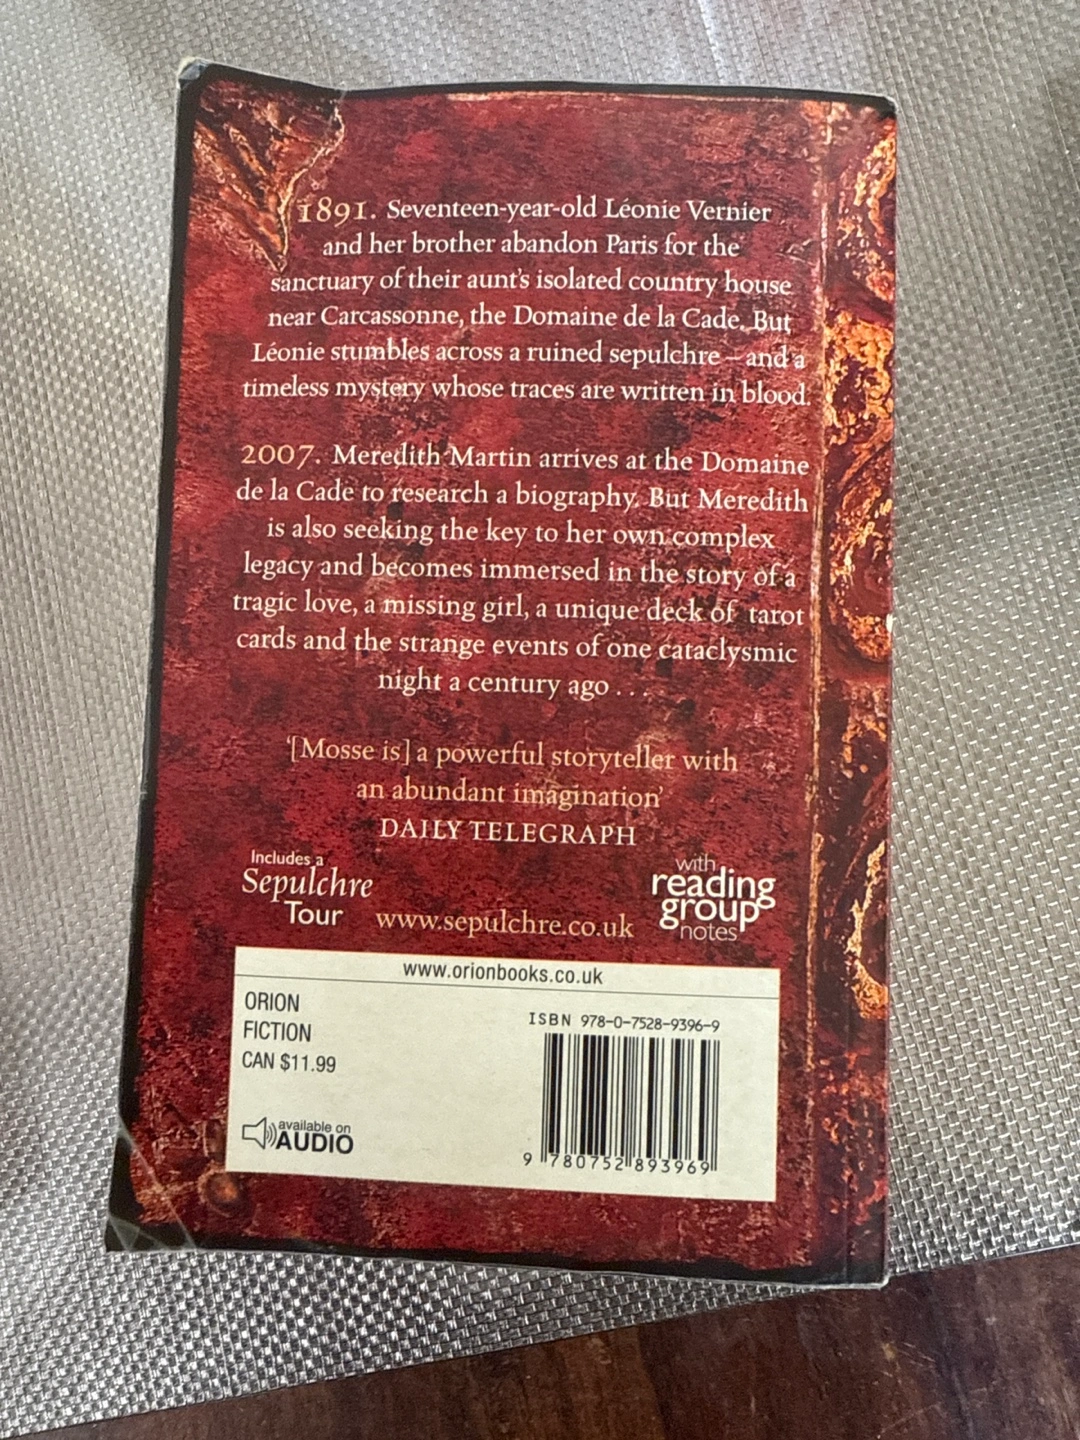 1891. Seventeen-year-old Léonie Vernier
and her brother abandon Paris for the
sanctuary of their aunt's isolated country house
near Carcassonne, the Domaine de la Cade. But
Léonie stumbles across a ruined sepulchre – and a
timeless mystery whose traces are written in blood.
2007. Meredith Martin arrives at the Domaine
de la Cade to research a biography. But Meredith
is also seeking the key to her own complex
legacy and becomes immersed in the story of a
tragic love, a missing girl, a unique deck of tarot
cards and the strange events of one cataclysmic
night a century ago . . .
'[Mosse is] a powerful storyteller with
an abundant imagination'
DAILY TELEGRAPH
Includes a
Sepulchre
Tour
www.sepulchre.co.uk
with
reading
group
notes
www.orionbooks.co.uk
ORION
FICTION
CAN $11.99
available on
AUDIO
ISBN 978-0-7528-9396-9
9 780752 893969